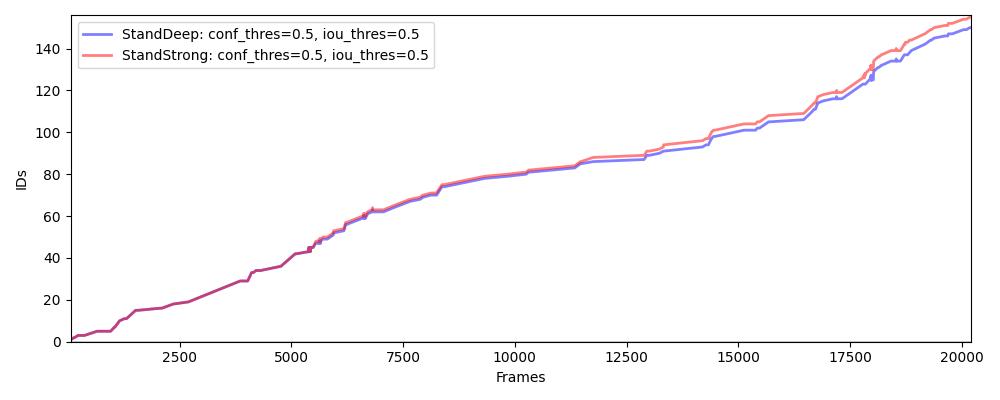 StandDeep: conf_thres=0.5, iou_thres=0.5
StandStrong: conf_thres=0.5, iou_thres=0.5
140
120
100
80
60
40
20
0
IDs
2500 5000 7500 10000 12500 15000 17500 20000
Frames